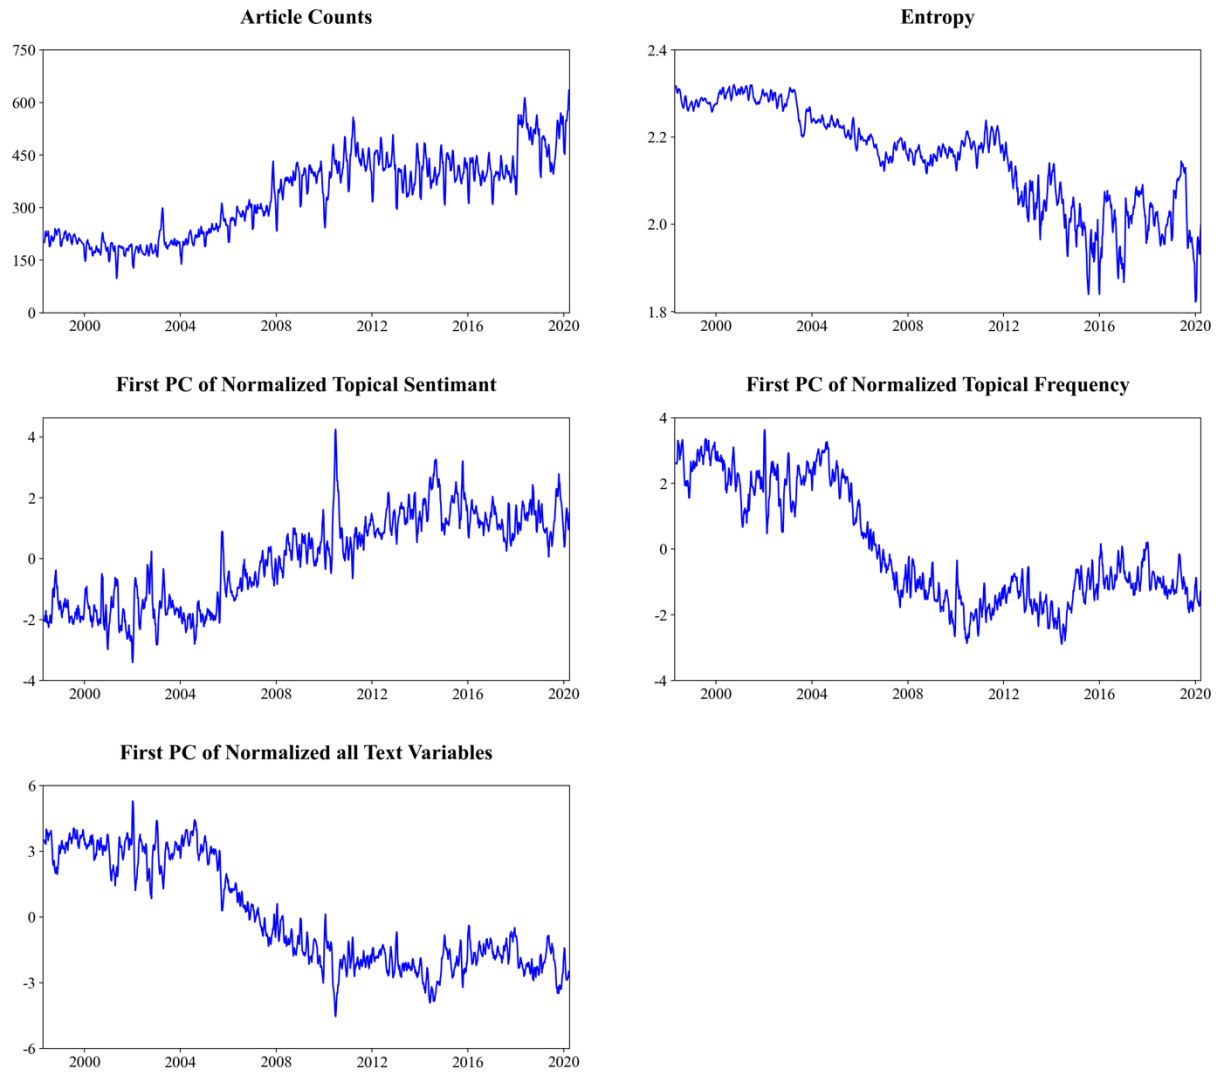 Article Counts
750
600
450
300
150
0
2000 2004 2008 2012 2016 2020
Entropy
2.4
2.2
2.0
1.8
2000 2004 2008 2012 2016 2020
First PC of Normalized Topical Sentimant
4
2
0
-2
-4
2000 2004 2008 2012 2016 2020
First PC of Normalized Topical Frequency
4
2
0
-2
-4
2000 2004 2008 2012 2016 2020
First PC of Normalized all Text Variables
6
3
0
-3
-6
2000 2004 2008 2012 2016 2020